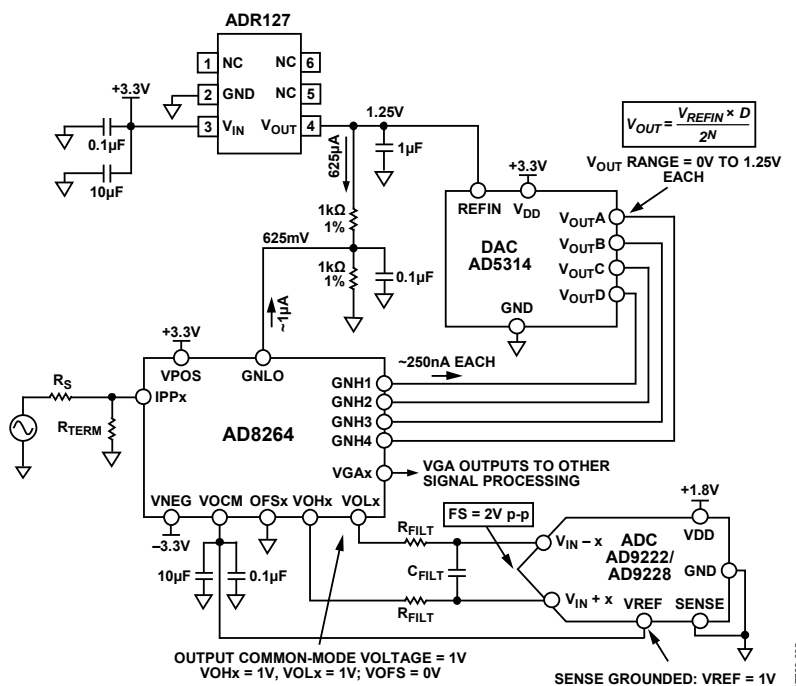 ADR127
1 NC
NC 6
2 GND
NC 5
3 VIN
VOUT 4
+3.3V
0.1µF
10µF
1.25V
1µF
625µA
1kΩ
1%
625mV
1kΩ
1%
0.1µF
~1µA
VOUT = VREFIN × D / 2^N
VOUT RANGE = 0V TO 1.25V
EACH
+3.3V
REFIN
VDD
DAC
AD5314
VOUTA
VOUTB
VOUTC
VOUTD
GND
+3.3V
VPOS
GNLO
~250nA EACH
GNH1
GNH2
GNH3
GNH4
RS
RTERM
IPPx
AD8264
VGAx
VGA OUTPUTS TO OTHER
SIGNAL PROCESSING
VNEG
VOCM
OFSx
VOHx
VOLx
–3.3V
10µF
0.1µF
RFILT
CFILT
RFILT
FS = 2V p-p
+1.8V
VDD
ADC
AD9222/
AD9228
VIN – x
VIN + x
GND
VREF
SENSE
OUTPUT COMMON-MODE VOLTAGE = 1V
VOHx = 1V, VOLx = 1V; VOFS = 0V
SENSE GROUNDED: VREF = 1V